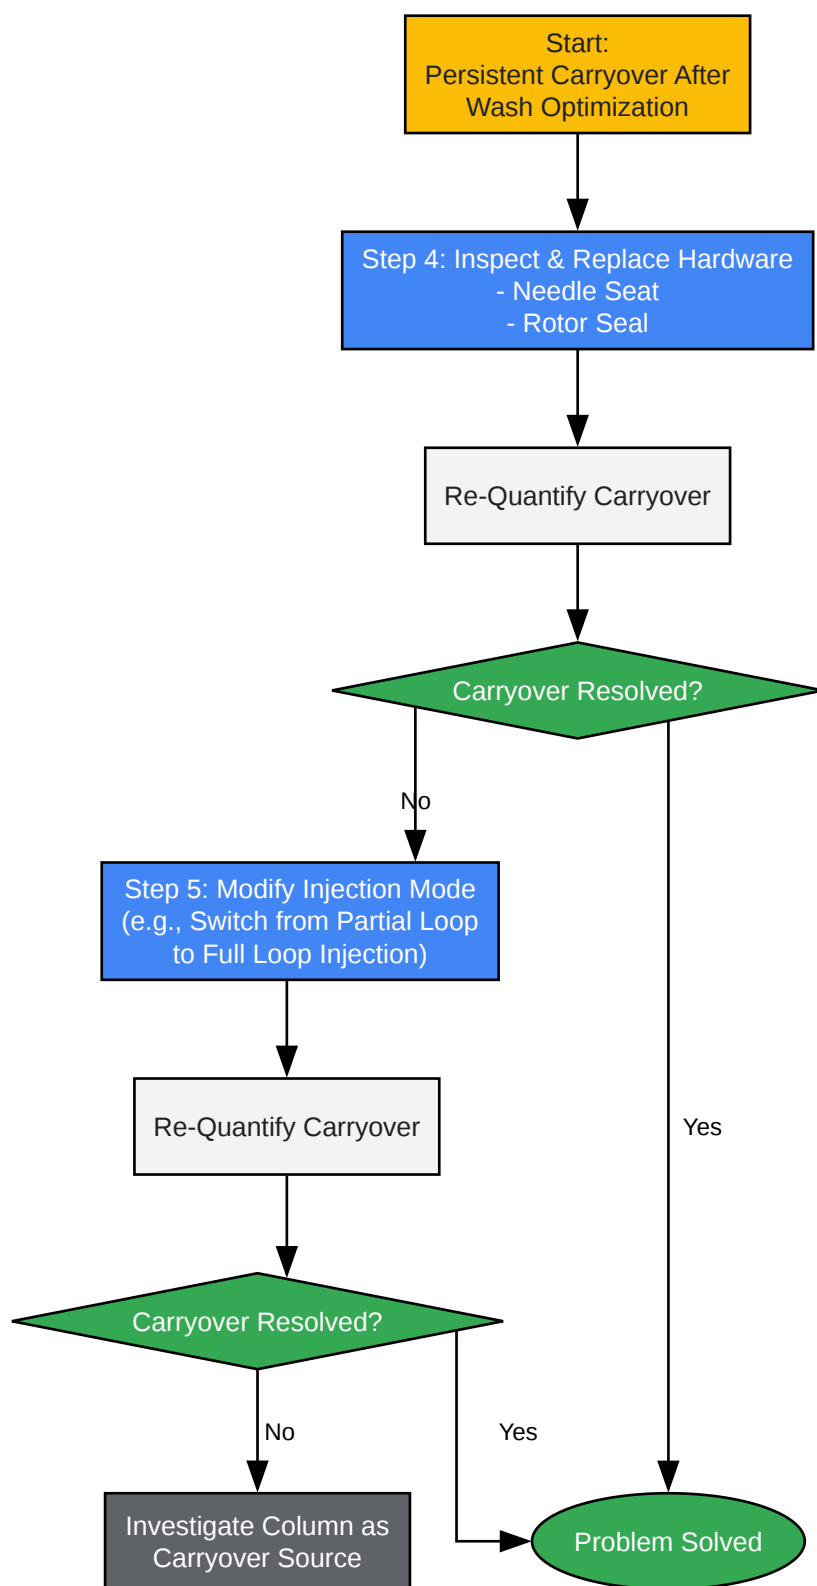 Start:
Persistent Carryover After
Wash Optimization
Step 4: Inspect & Replace Hardware
- Needle Seat
- Rotor Seal
Re-Quantify Carryover
Carryover Resolved?
No
Step 5: Modify Injection Mode
(e.g., Switch from Partial Loop
to Full Loop Injection)
Re-Quantify Carryover
Yes
Carryover Resolved?
No
Yes
Investigate Column as
Carryover Source
Problem Solved